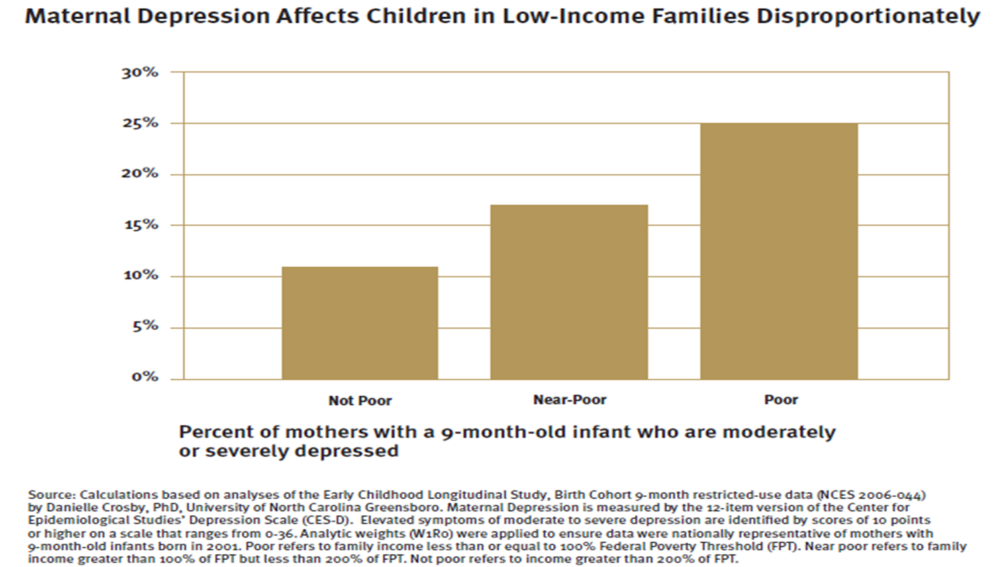 Maternal Depression Affects Children in Low-Income Families Disproportionately
30%
25%
20%
15%
10%
5%
0%
Not Poor
Near-Poor
Poor
Percent of mothers with a 9-month-old infant who are moderately
or severely depressed
Source: Calculations based on analyses of the Early Childhood Longitudinal Study, Birth Cohort 9-month restricted-use data (NCES 2006-044)
by Danielle Crosby, PhD, University of North Carolina Greensboro. Maternal Depression is measured by the 12-item version of the Center for
Epidemiological Studies’ Depression Scale (CES-D).  Elevated symptoms of moderate to severe depression are identified by scores of 10 points
or higher on a scale that ranges from 0-36. Analytic weights (W1R0) were applied to ensure data were nationally representative of mothers with
9-month-old infants born in 2001. Poor refers to family income less than or equal to 100% Federal Poverty Threshold (FPT). Near poor refers to family
income greater than 100% of FPT but less than 200% of FPT. Not poor refers to income greater than 200% of FPT.